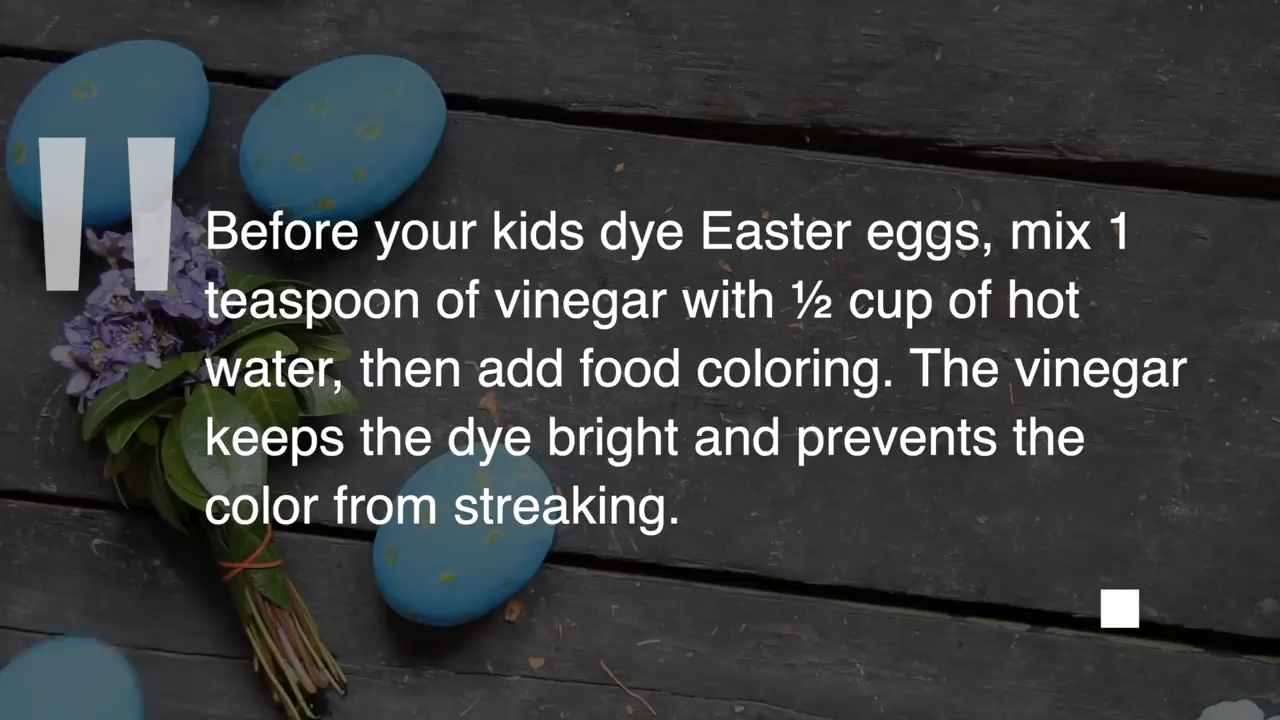 "
Before your kids dye Easter eggs, mix 1
teaspoon of vinegar with ½ cup of hot
water, then add food coloring. The vinegar
keeps the dye bright and prevents the
color from streaking.